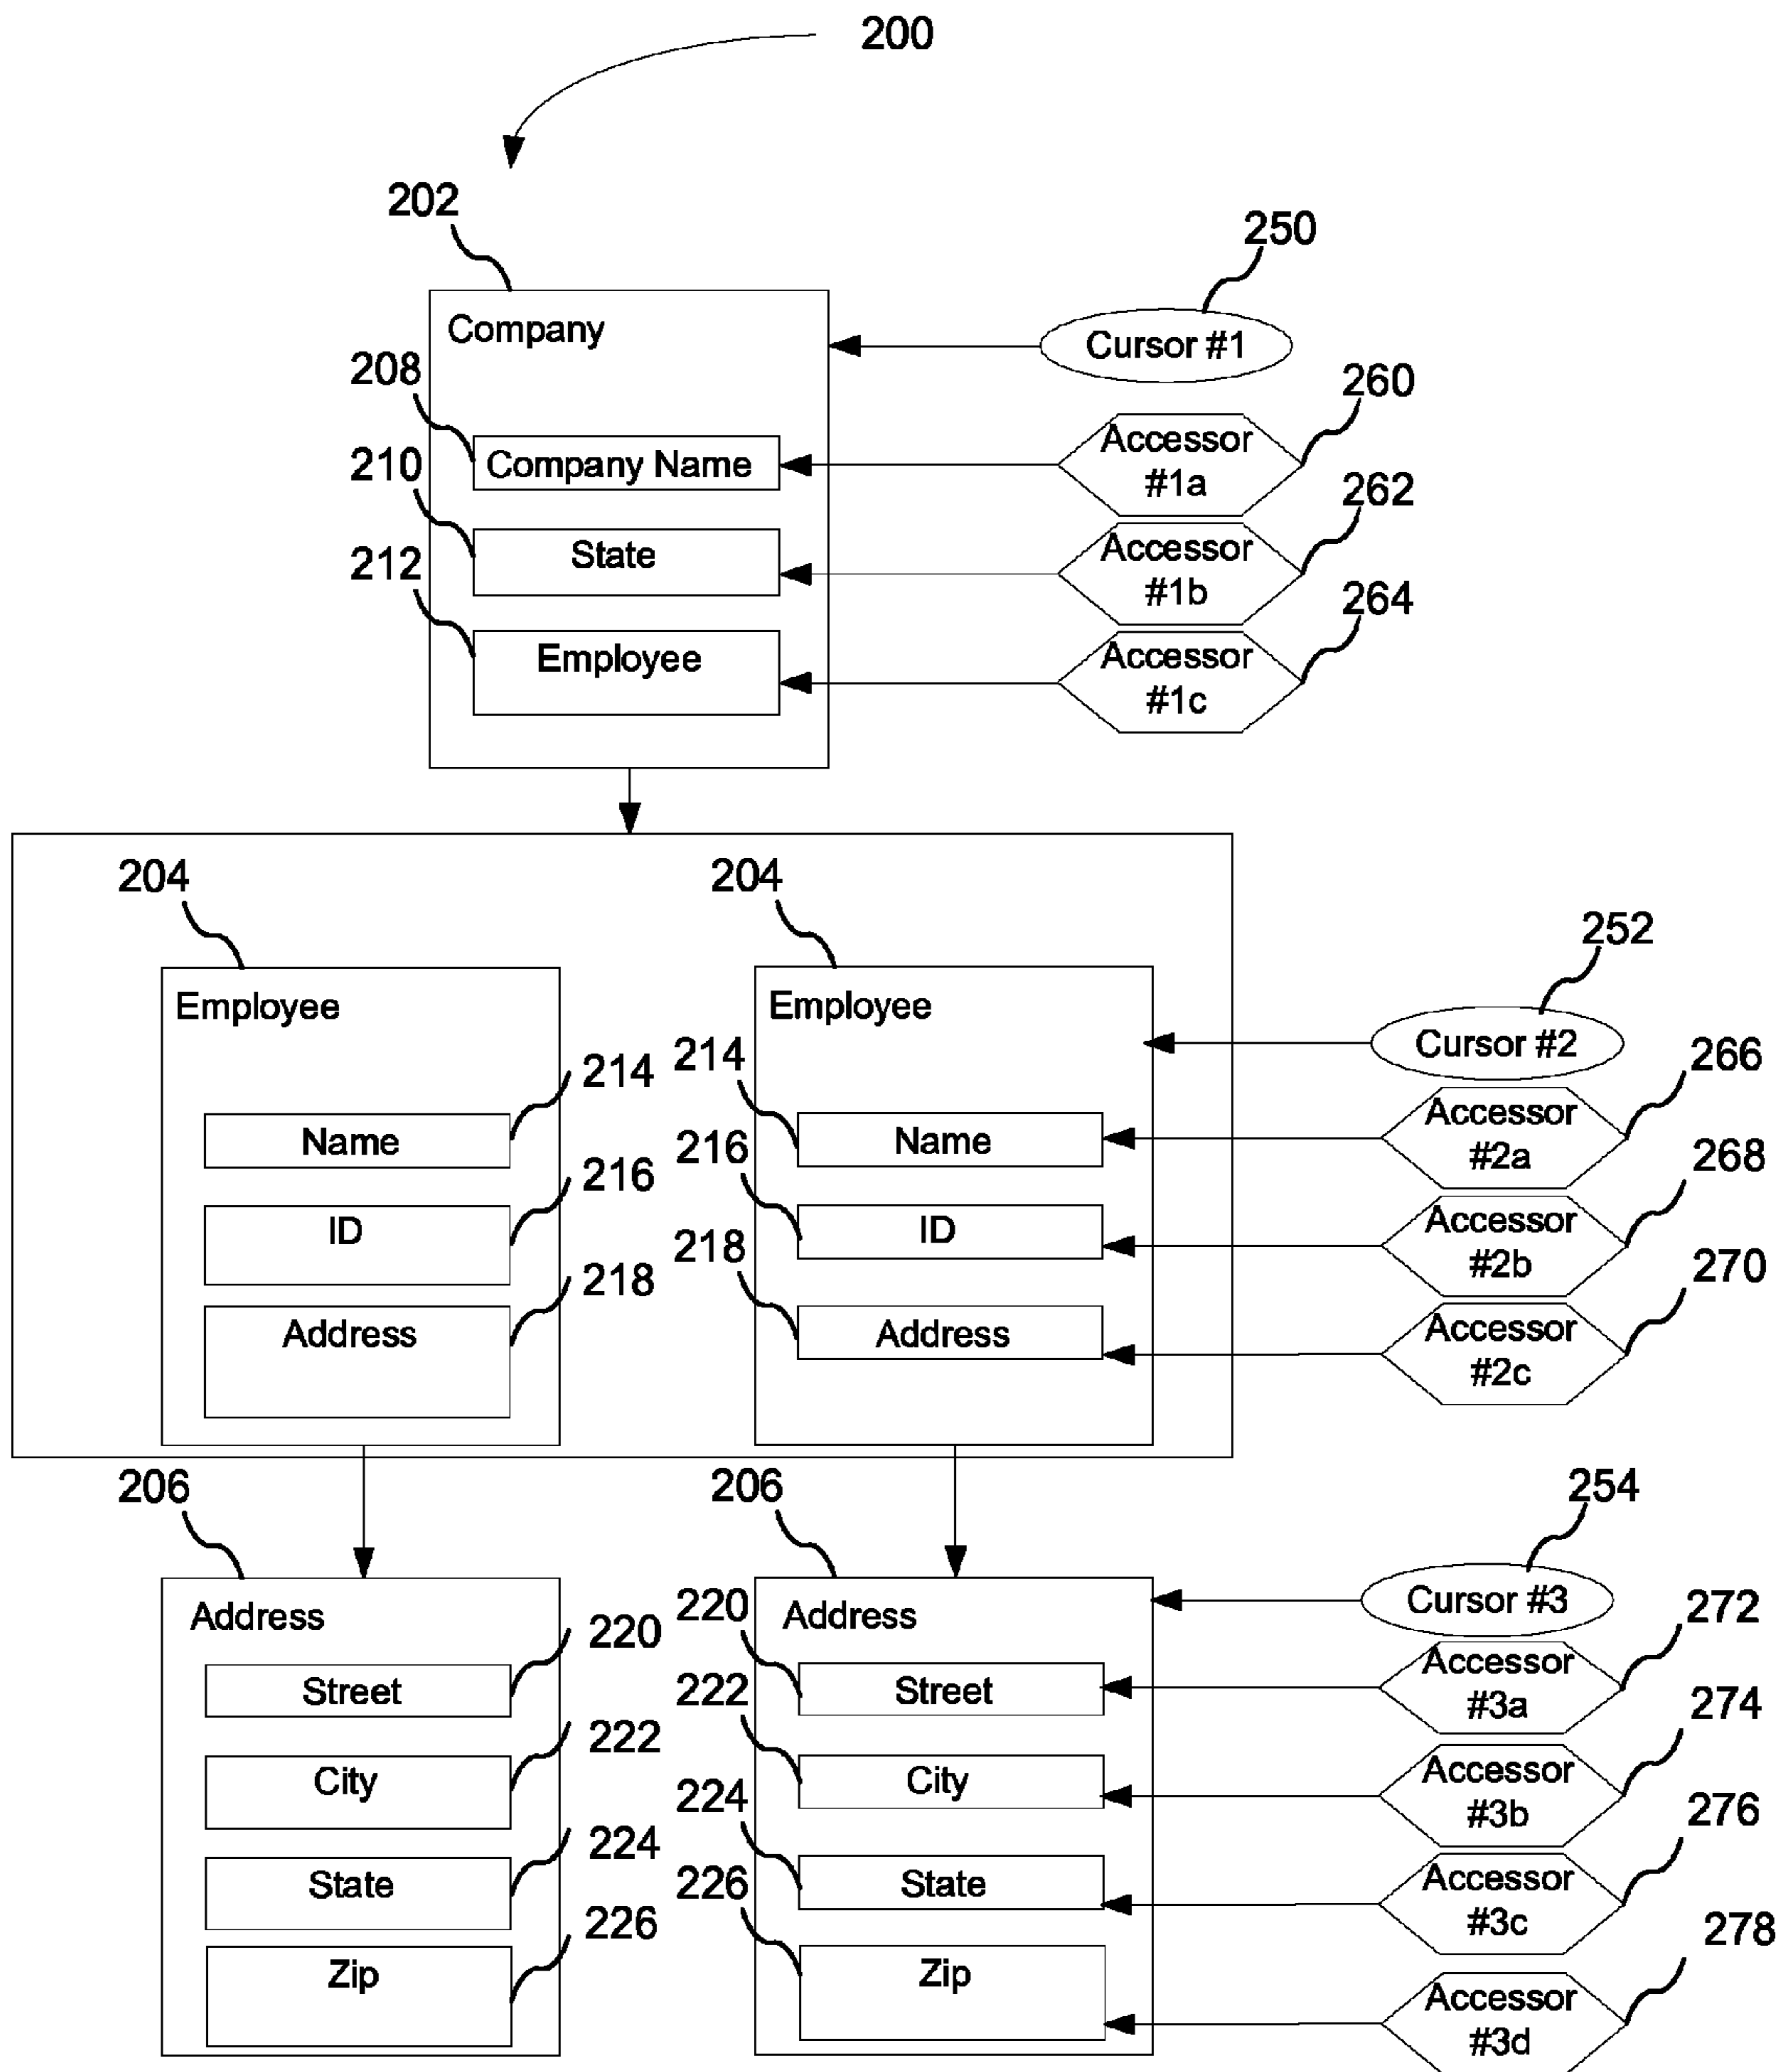 200
202
250
Company
Cursor #1
208
260
Accessor
#1a
Company Name
210
262
State
Accessor
#1b
212
264
Employee
Accessor
#1c
204
204
252
Employee
Employee
Cursor #2
214
214
266
Name
Name
Accessor
#2a
216
216
268
ID
ID
Accessor
#2b
218
218
270
Address
Address
Accessor
#2c
206
206
254
Address
Address
Cursor #3
220
220
272
Street
Street
Accessor
#3a
222
222
274
City
City
Accessor
#3b
224
224
276
State
State
Accessor
#3c
226
226
278
Zip
Zip
Accessor
#3d